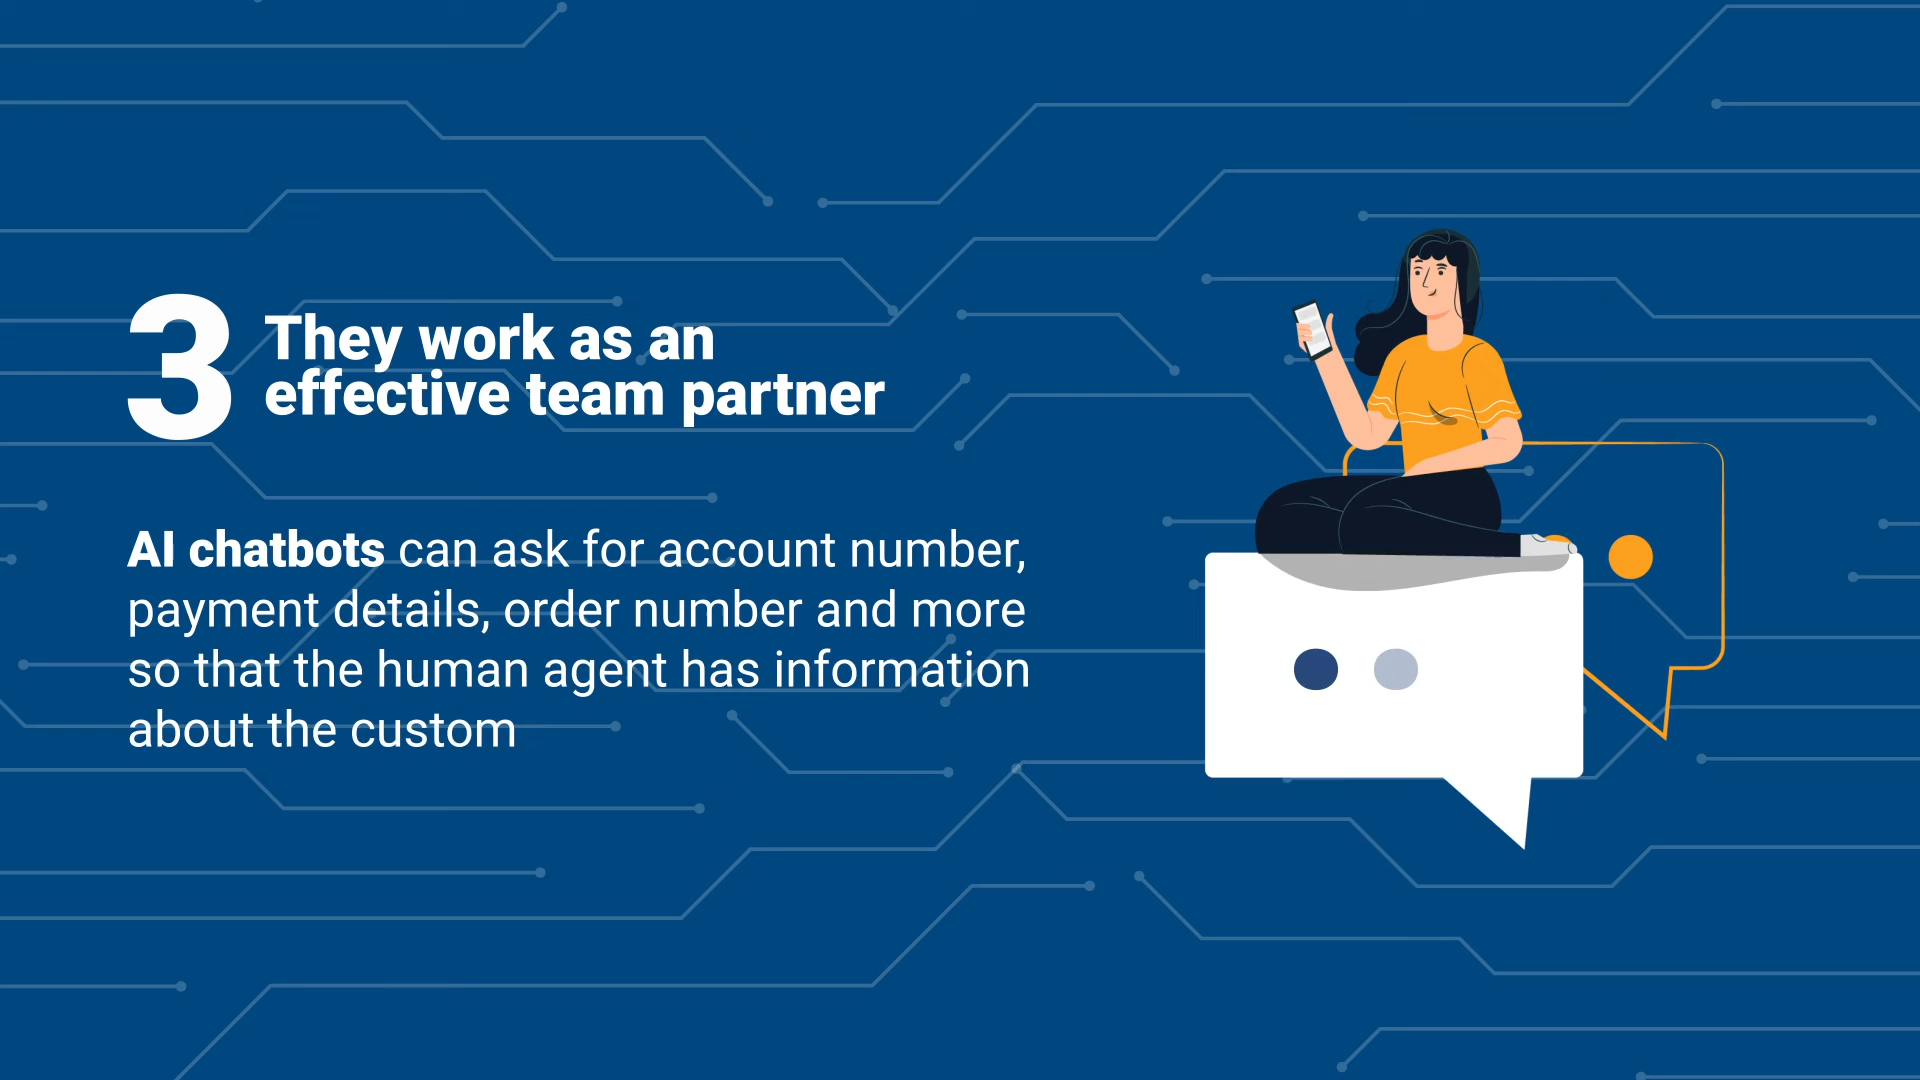 3
They work as an
effective team partner
AI chatbots can ask for account number,
payment details, order number and more
so that the human agent has information
about the custom